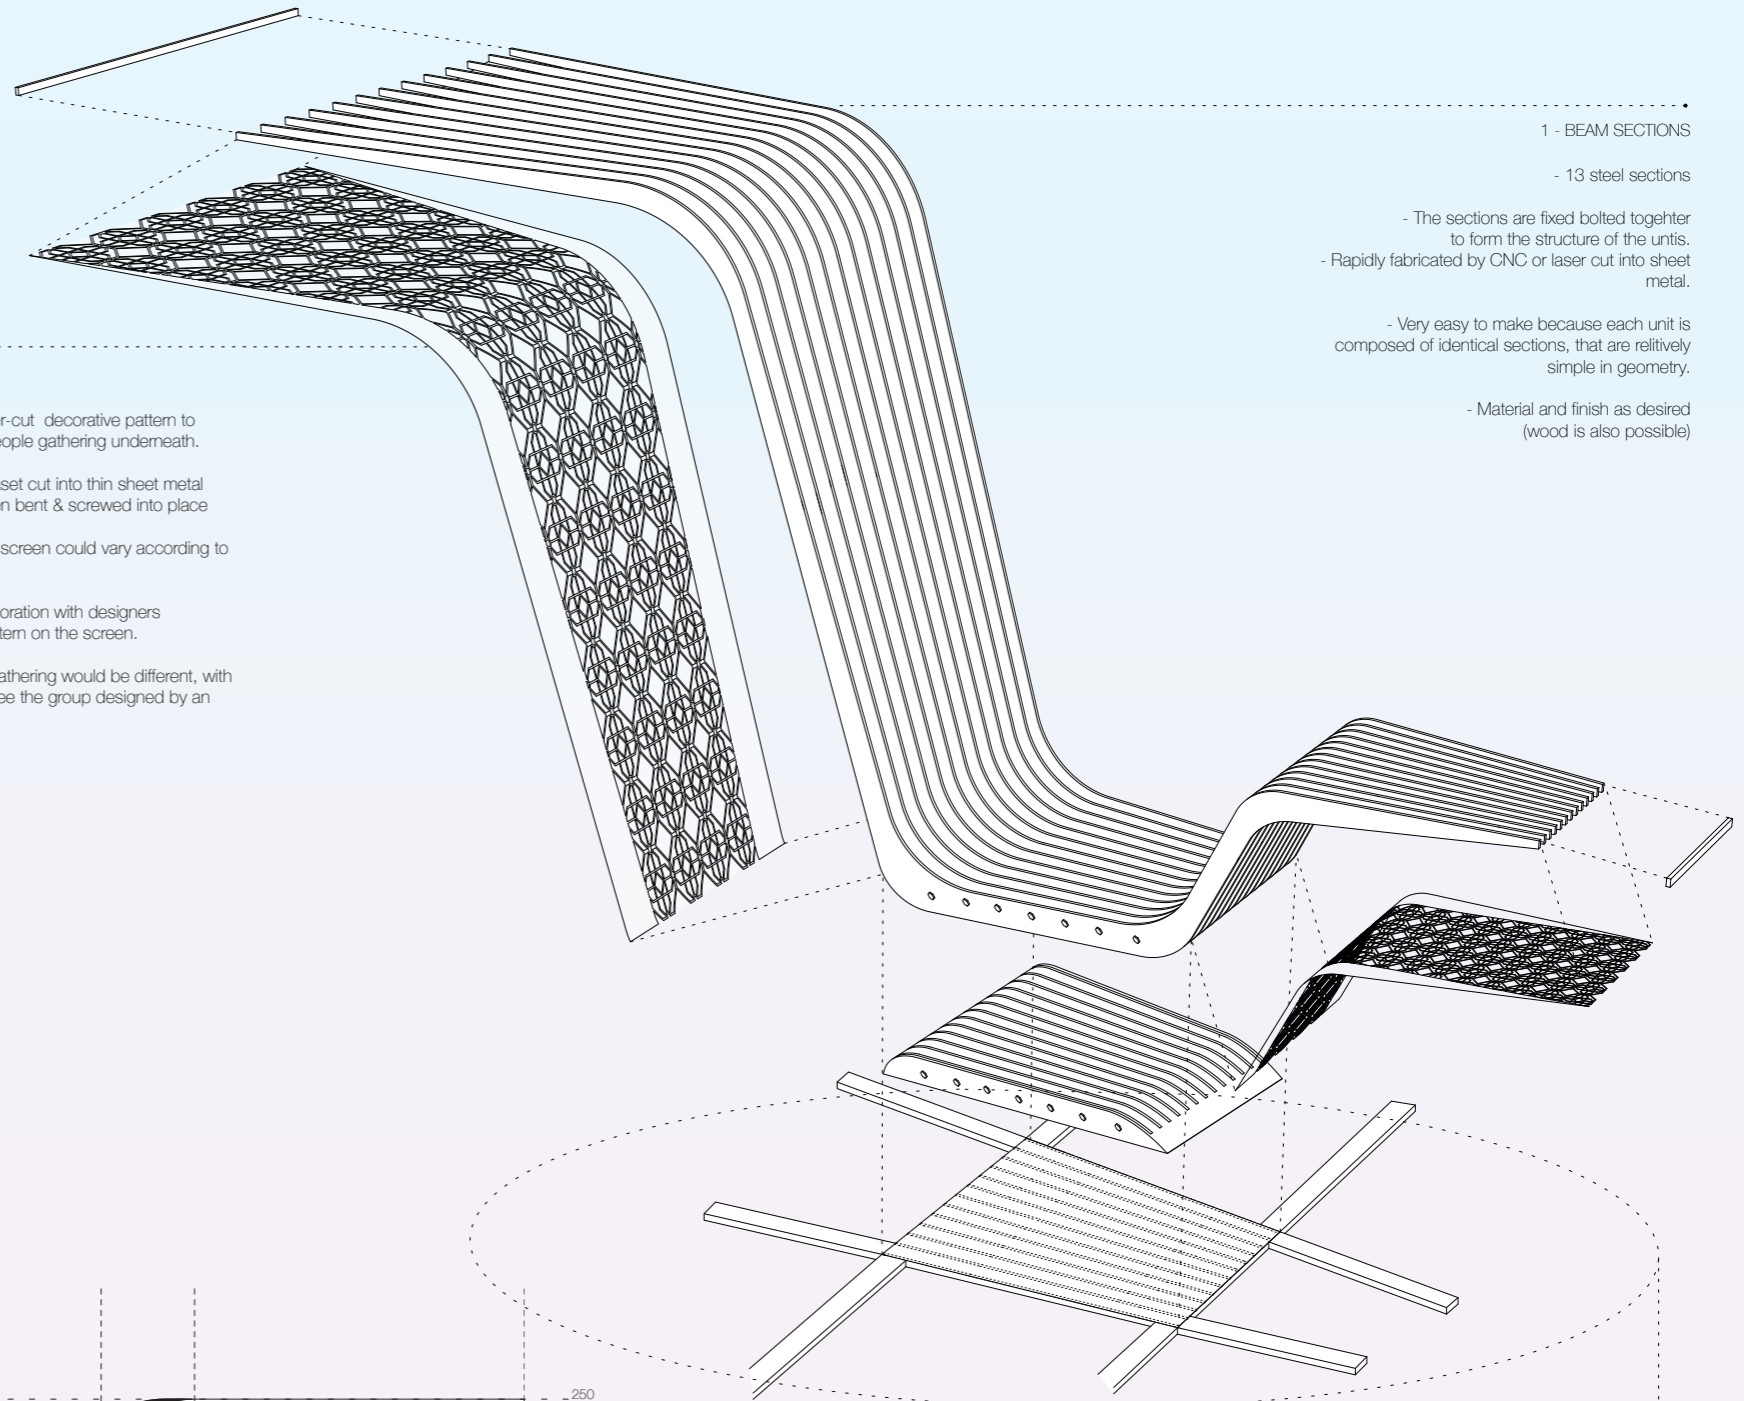 1 - BEAM SECTIONS
- 13 steel sections
- The sections are fixed bolted togehter
to form the structure of the untis.
- Rapidly fabricated by CNC or laser cut into sheet
metal.
- Very easy to make because each unit is
composed of identical sections, that are relitively
simple in geometry.
- Material and finish as desired
(wood is also possible)
er-cut decorative pattern to
eople gathering underneath.
set cut into thin sheet metal
en bent & screwed into place
screen could vary according to
oration with designers
tern on the screen.
athering would be different, with
ee the group designed by an
250